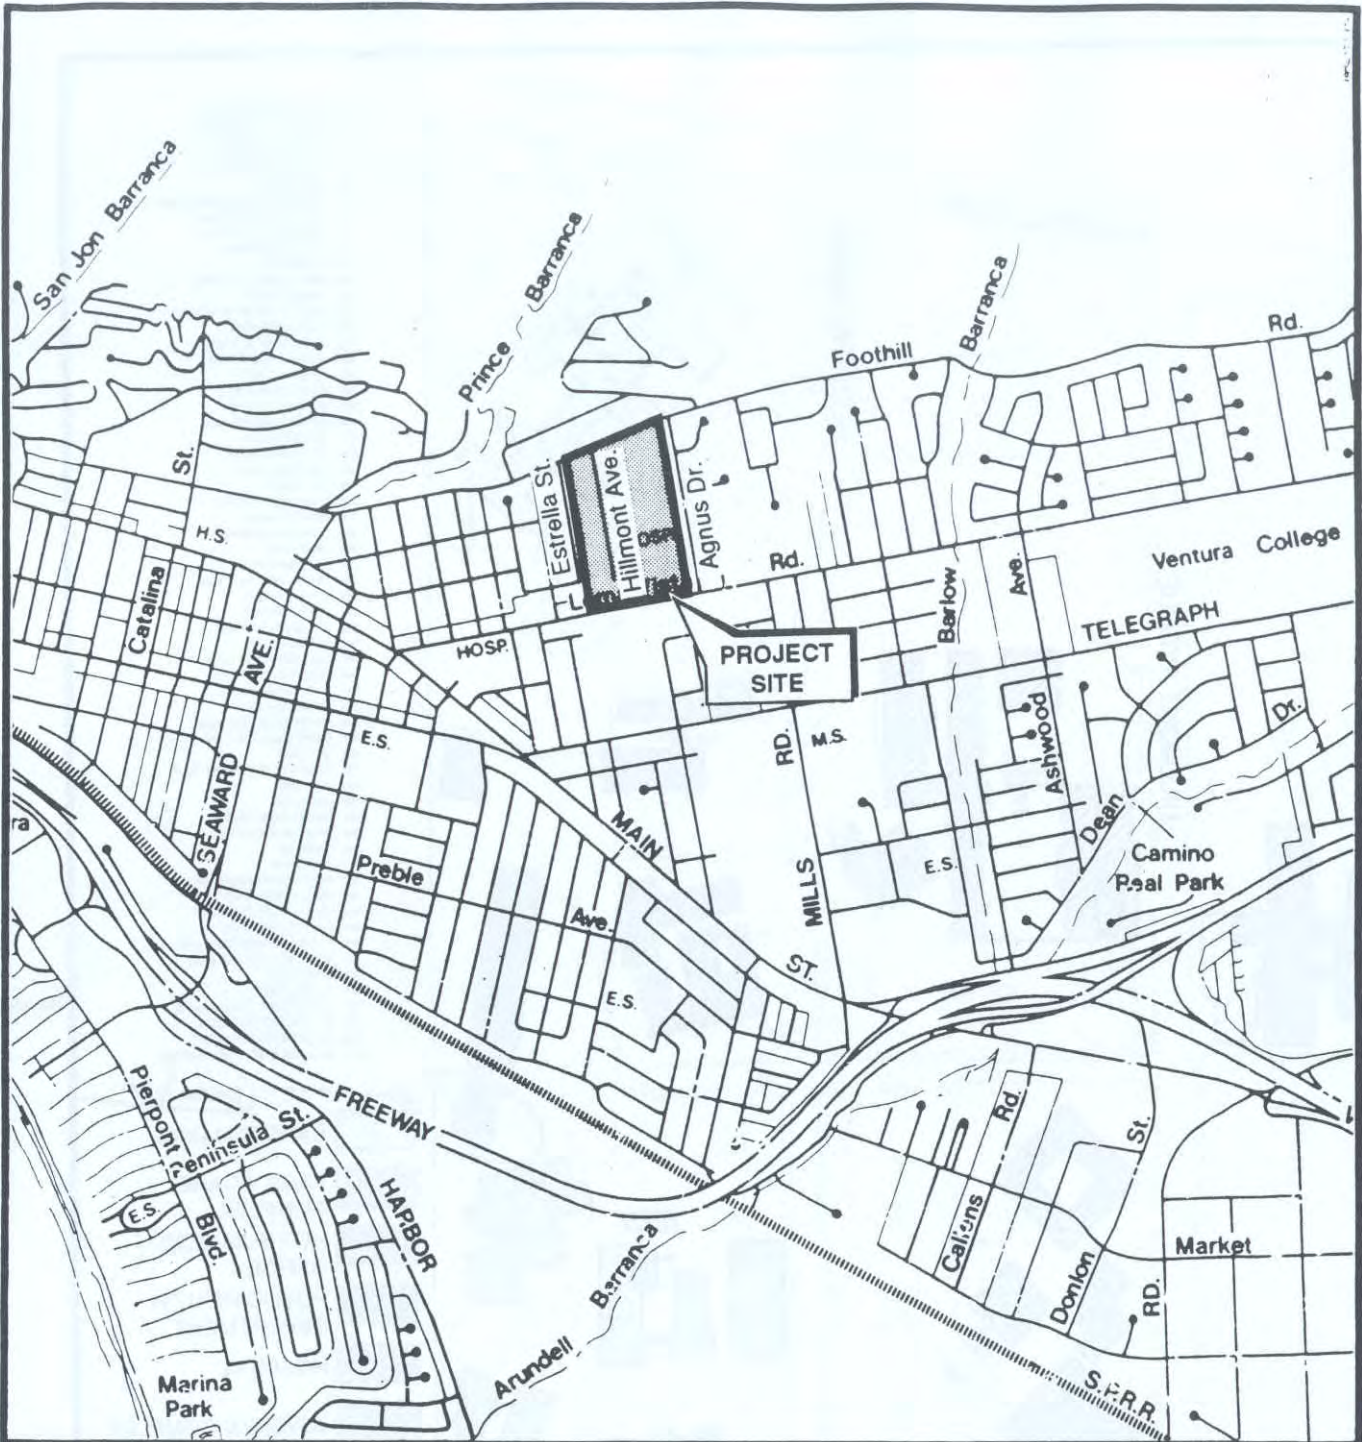 San Jon Barranca
Prince Barranca
Barranca
Foothill
Rd.
St.
H.S.
Estrella St.
Hillmont Ave.
Agnus Dr.
Rd.
Ventura College
Catalina
AVE.
HOSP.
PROJECT
SITE
Barlow
Ave.
TELEGRAPH
E.S.
SEAWARD
RD.
M.S.
Ashwood
Dr.
Dean
MAIN
Preble
Ave.
MILLS
E.S.
Camino
Real Park
ST.
E.S.
Pierpont
Peninsula St.
FREEWAY
Rd.
St.
E.S.
Blvd.
HARBOR
Callens
Donlon
Market
RD.
Arundell
Barranca
Marina
Park
S.P.R.R.